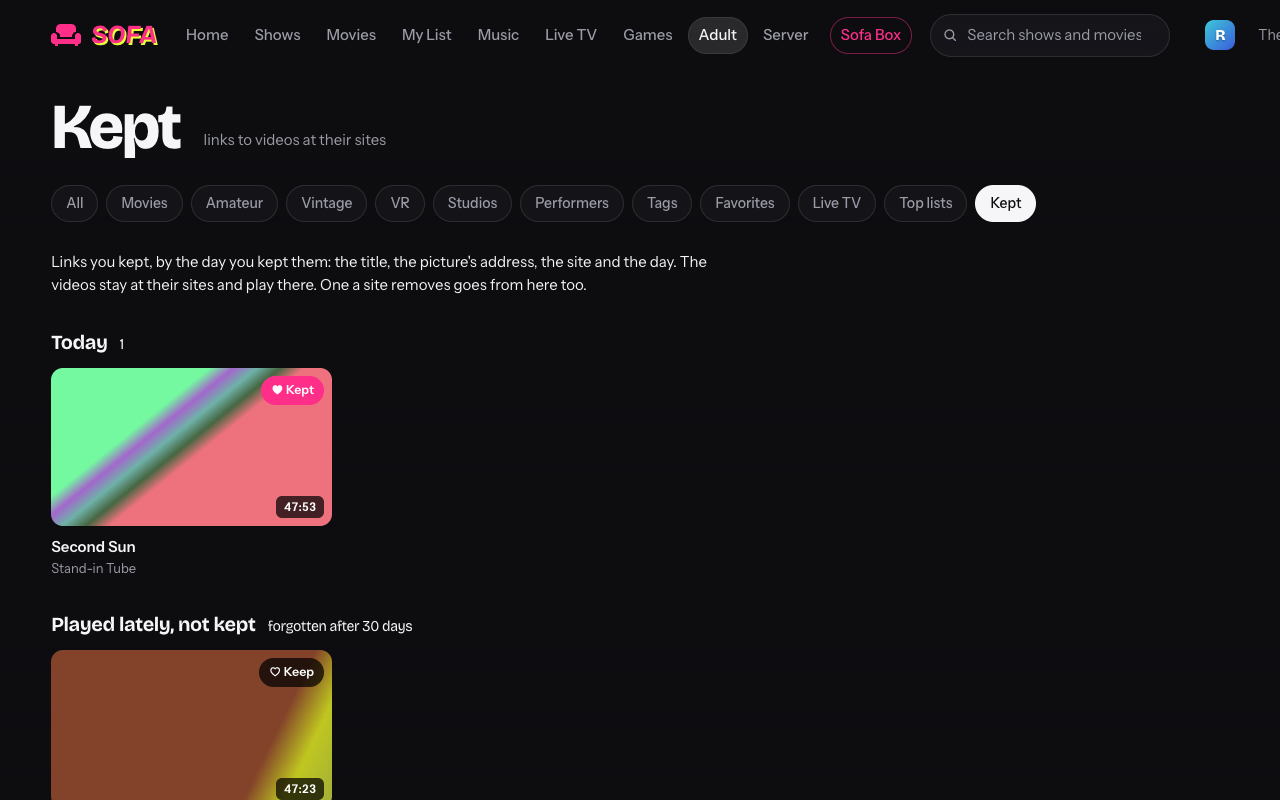 SOFA
Home Shows Movies My List Music Live TV Games Adult Server Sofa Box Search shows and movies R
Kept links to videos at their sites
All Movies Amateur Vintage VR Studios Performers Tags Favorites Live TV Top lists Kept
Links you kept, by the day you kept them: the title, the picture's address, the site and the day. The
videos stay at their sites and play there. One a site removes goes from here too.
Today 1
Kept
47:53
Second Sun
Stand-in Tube
Played lately, not kept forgotten after 30 days
Keep
47:23